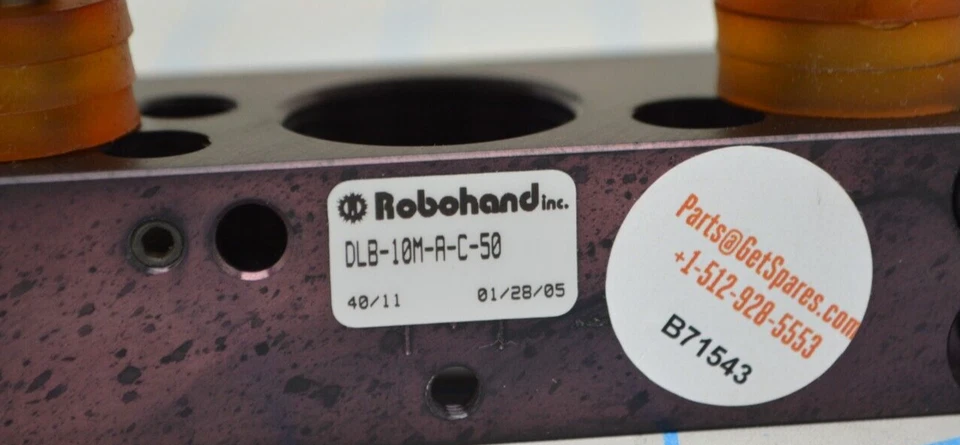 Robohand inc.
DLB-10M-A-C-50
40/11 01/28/05
Parts@GetSpares.com
+1-512-928-5553
B71543